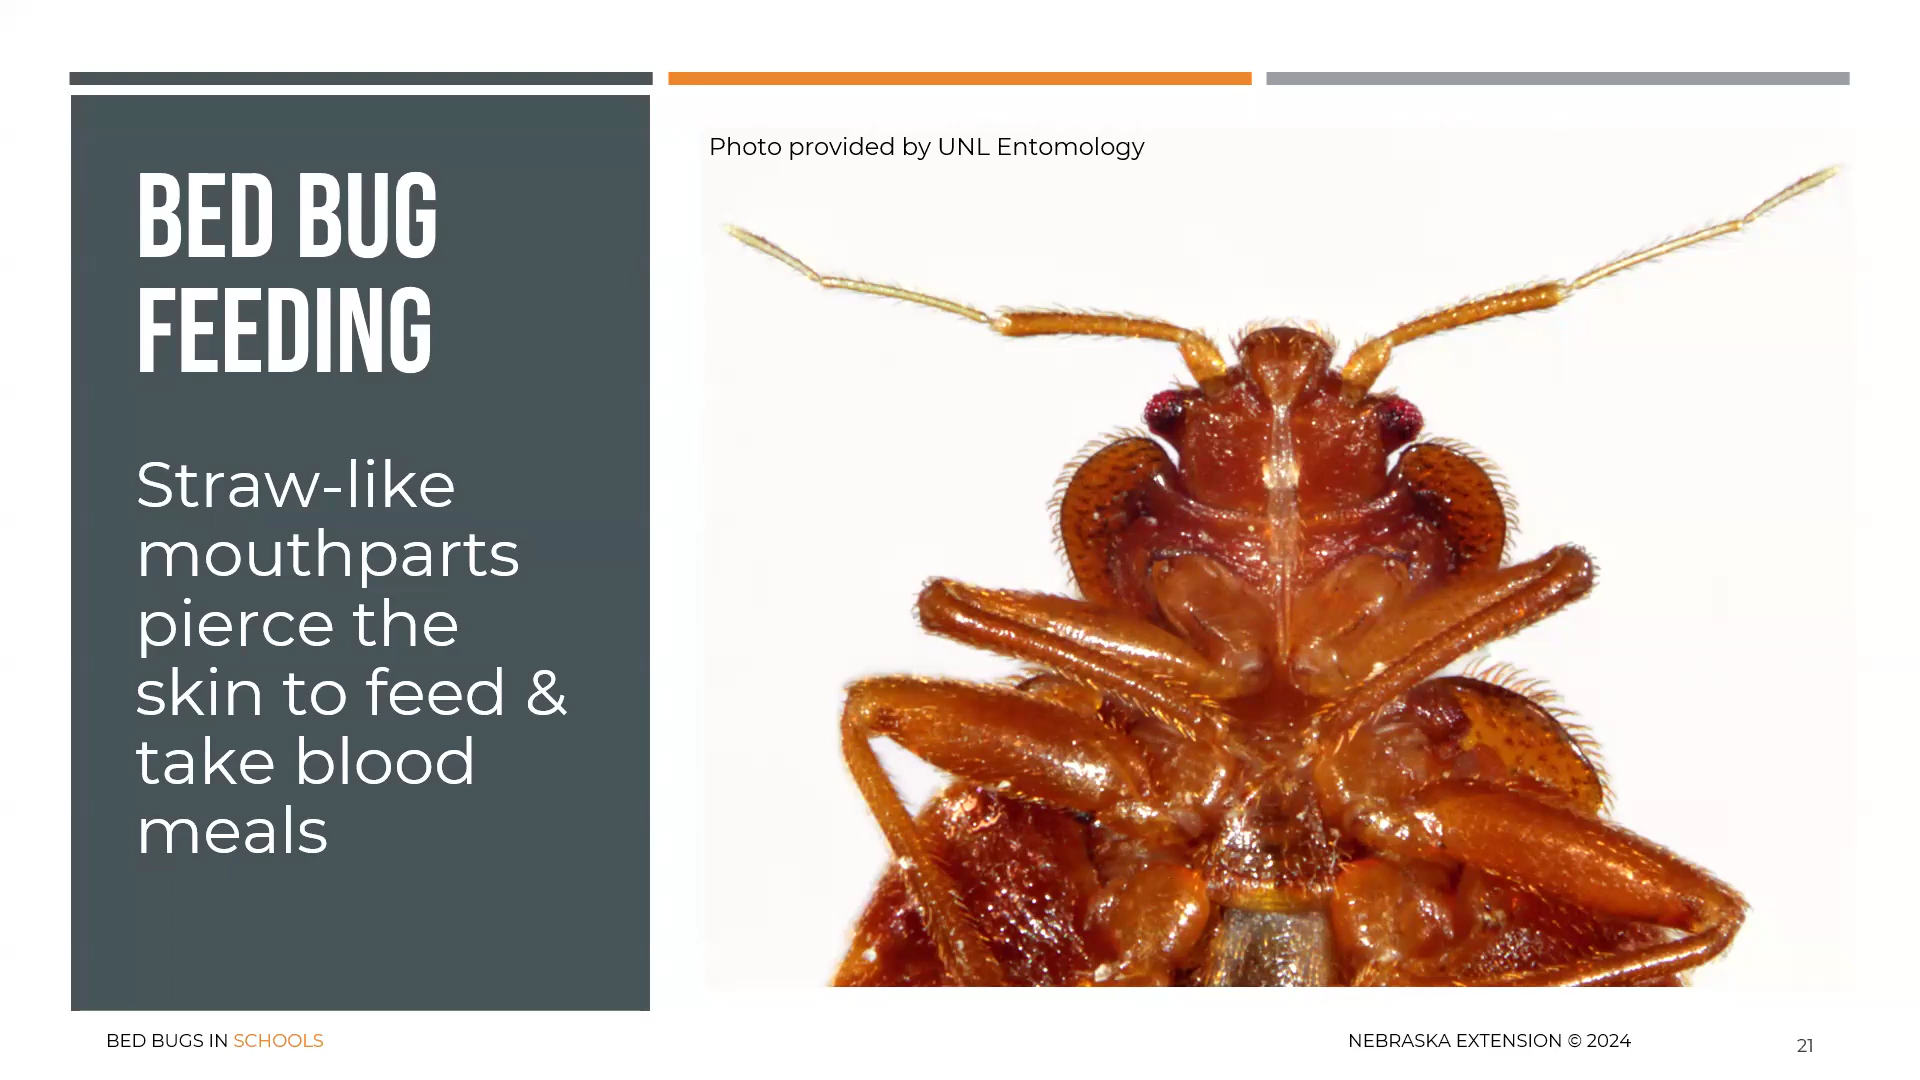 BED BUG
FEEDING
Straw-like
mouthparts
pierce the
skin to feed &
take blood
meals
Photo provided by UNL Entomology
BED BUGS IN SCHOOLS
NEBRASKA EXTENSION © 2024
21